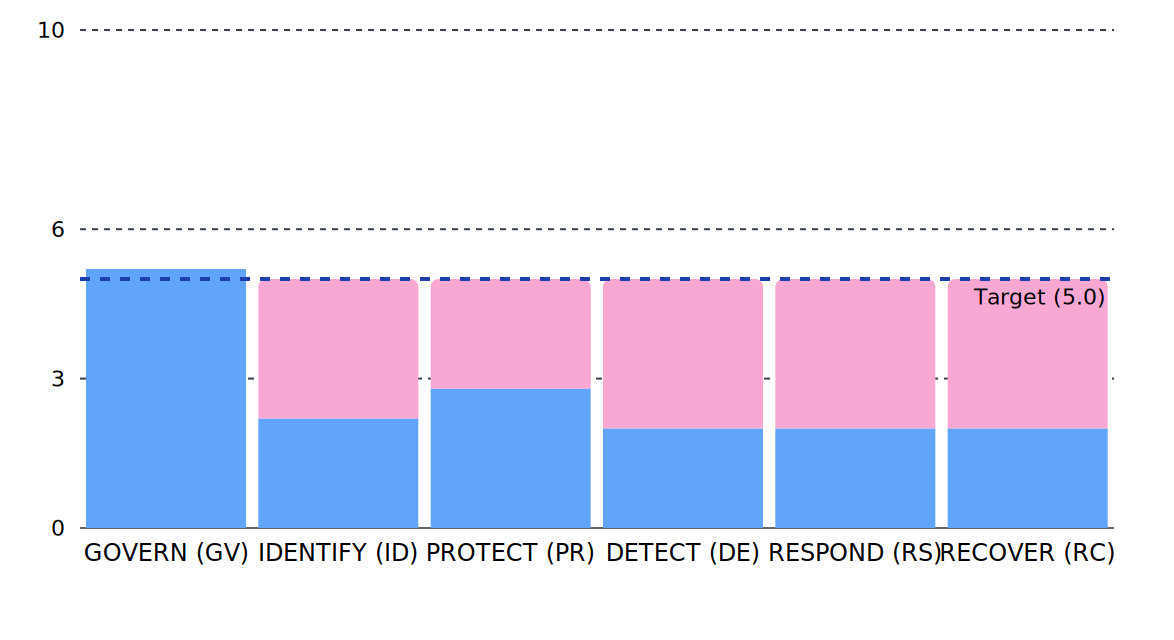 10
6
Target (5.0)
3
0
GOVERN (GV) IDENTIFY (ID) PROTECT (PR) DETECT (DE) RESPOND (RS) RECOVER (RC)